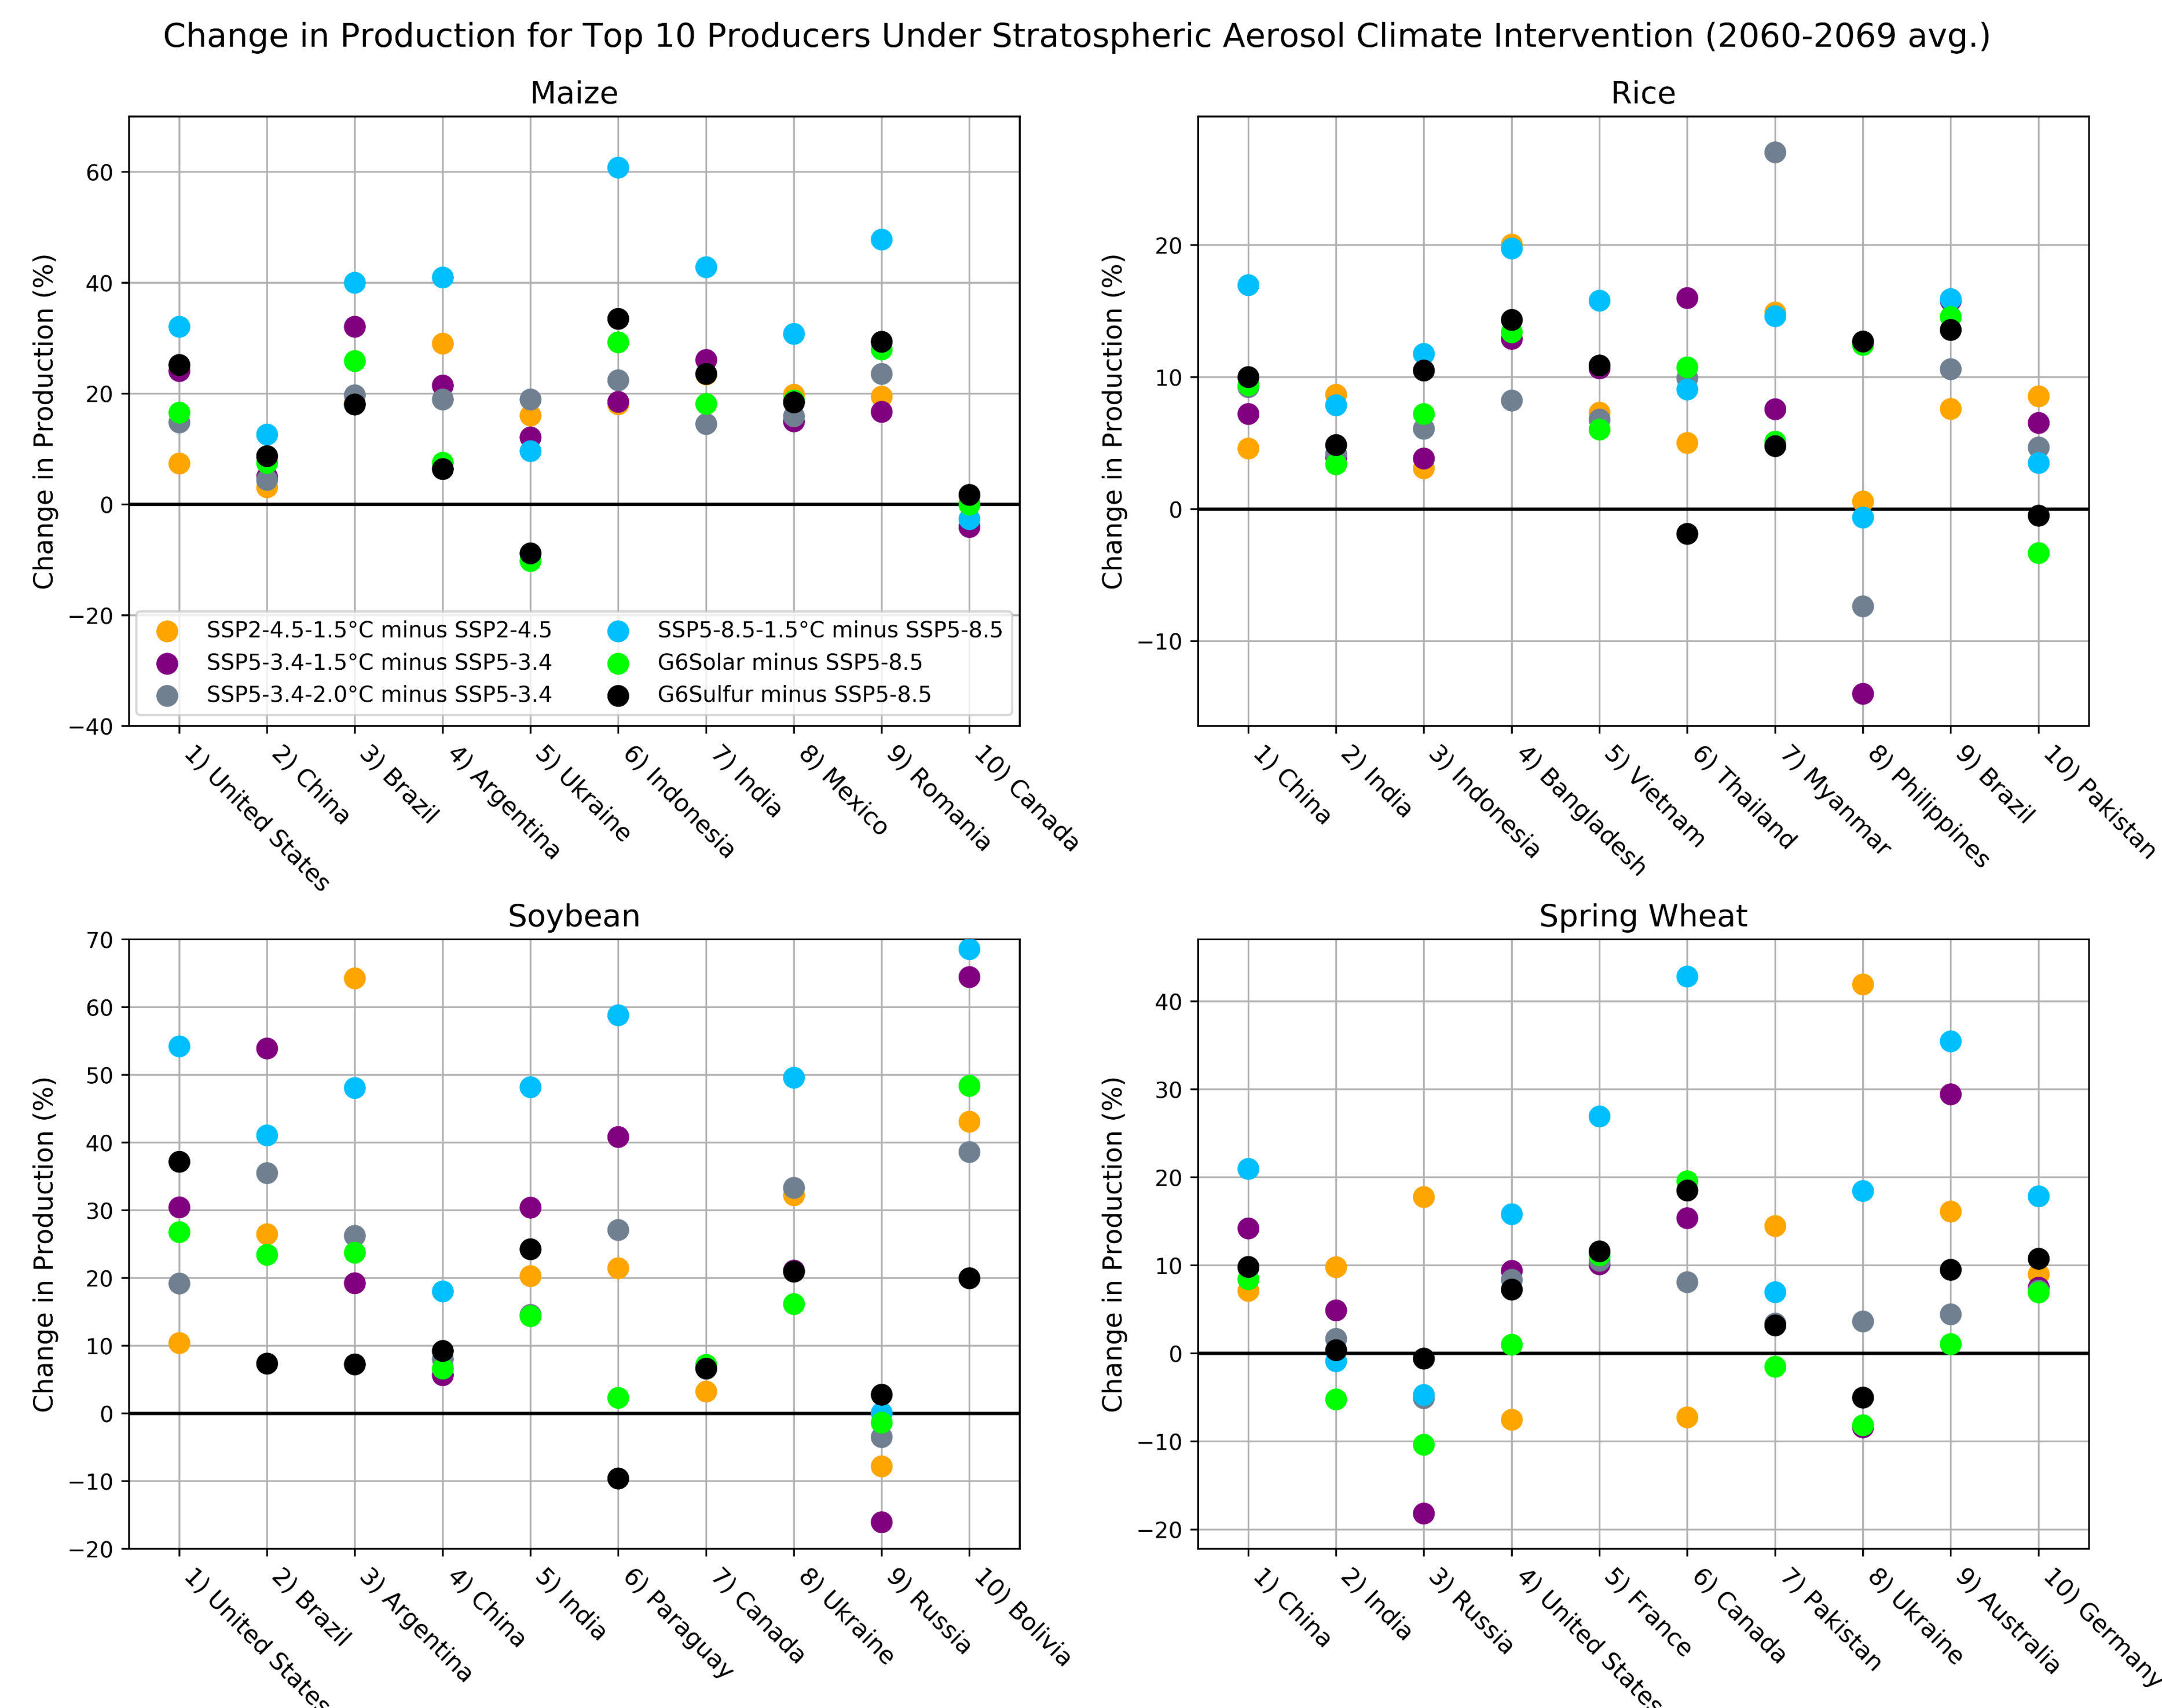 Change in Production for Top 10 Producers Under Stratospheric Aerosol Climate Intervention (2060-2069 avg.)
Maize
Change in Production (%)
60
40
20
0
−20
−40
SSP2-4.5-1.5°C minus SSP2-4.5
SSP5-3.4-1.5°C minus SSP5-3.4
SSP5-3.4-2.0°C minus SSP5-3.4
SSP5-8.5-1.5°C minus SSP5-8.5
G6Solar minus SSP5-8.5
G6Sulfur minus SSP5-8.5
1) United States
2) China
3) Brazil
4) Argentina
5) Ukraine
6) Indonesia
7) India
8) Mexico
9) Romania
10) Canada
Rice
Change in Production (%)
20
10
0
−10
1) China
2) India
3) Indonesia
4) Bangladesh
5) Vietnam
6) Thailand
7) Myanmar
8) Philippines
9) Brazil
10) Pakistan
Soybean
Change in Production (%)
70
60
50
40
30
20
10
0
−10
−20
1) United States
2) Brazil
3) Argentina
4) China
5) India
6) Paraguay
7) Canada
8) Ukraine
9) Russia
10) Bolivia
Spring Wheat
Change in Production (%)
40
30
20
10
0
−10
−20
1) China
2) India
3) Russia
4) United States
5) France
6) Canada
7) Pakistan
8) Ukraine
9) Australia
10) Germany